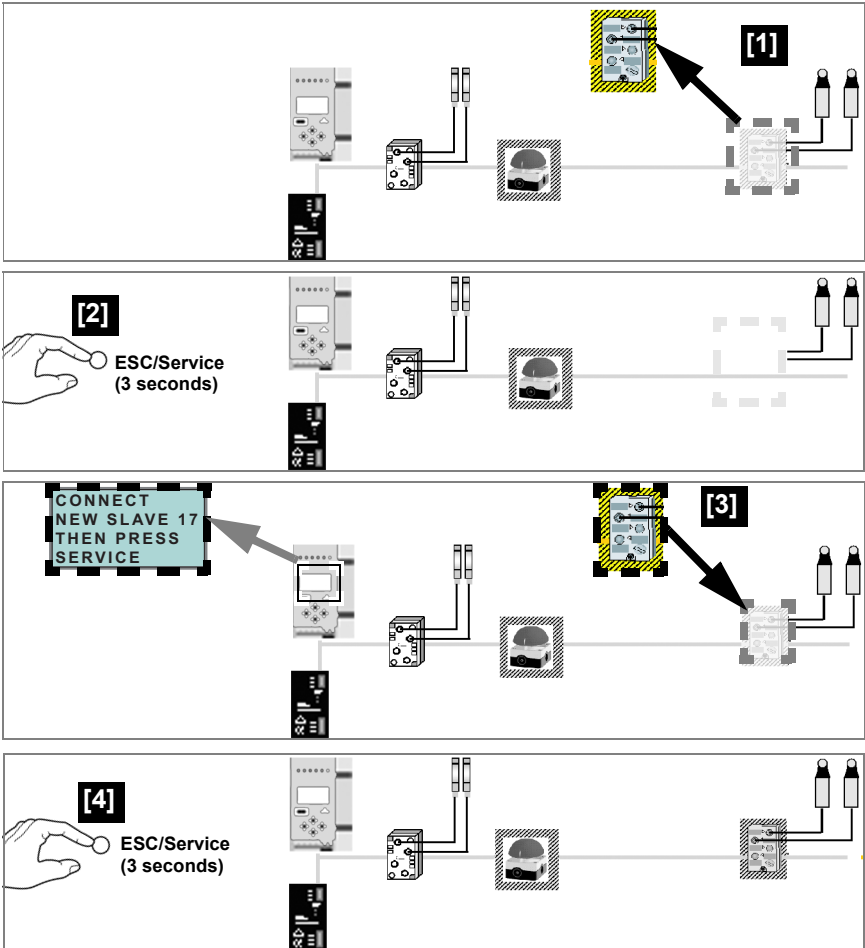 [1]
[2]
ESC/Service
(3 seconds)
CONNECT
NEW SLAVE 17
THEN PRESS
SERVICE
[3]
[4]
ESC/Service
(3 seconds)